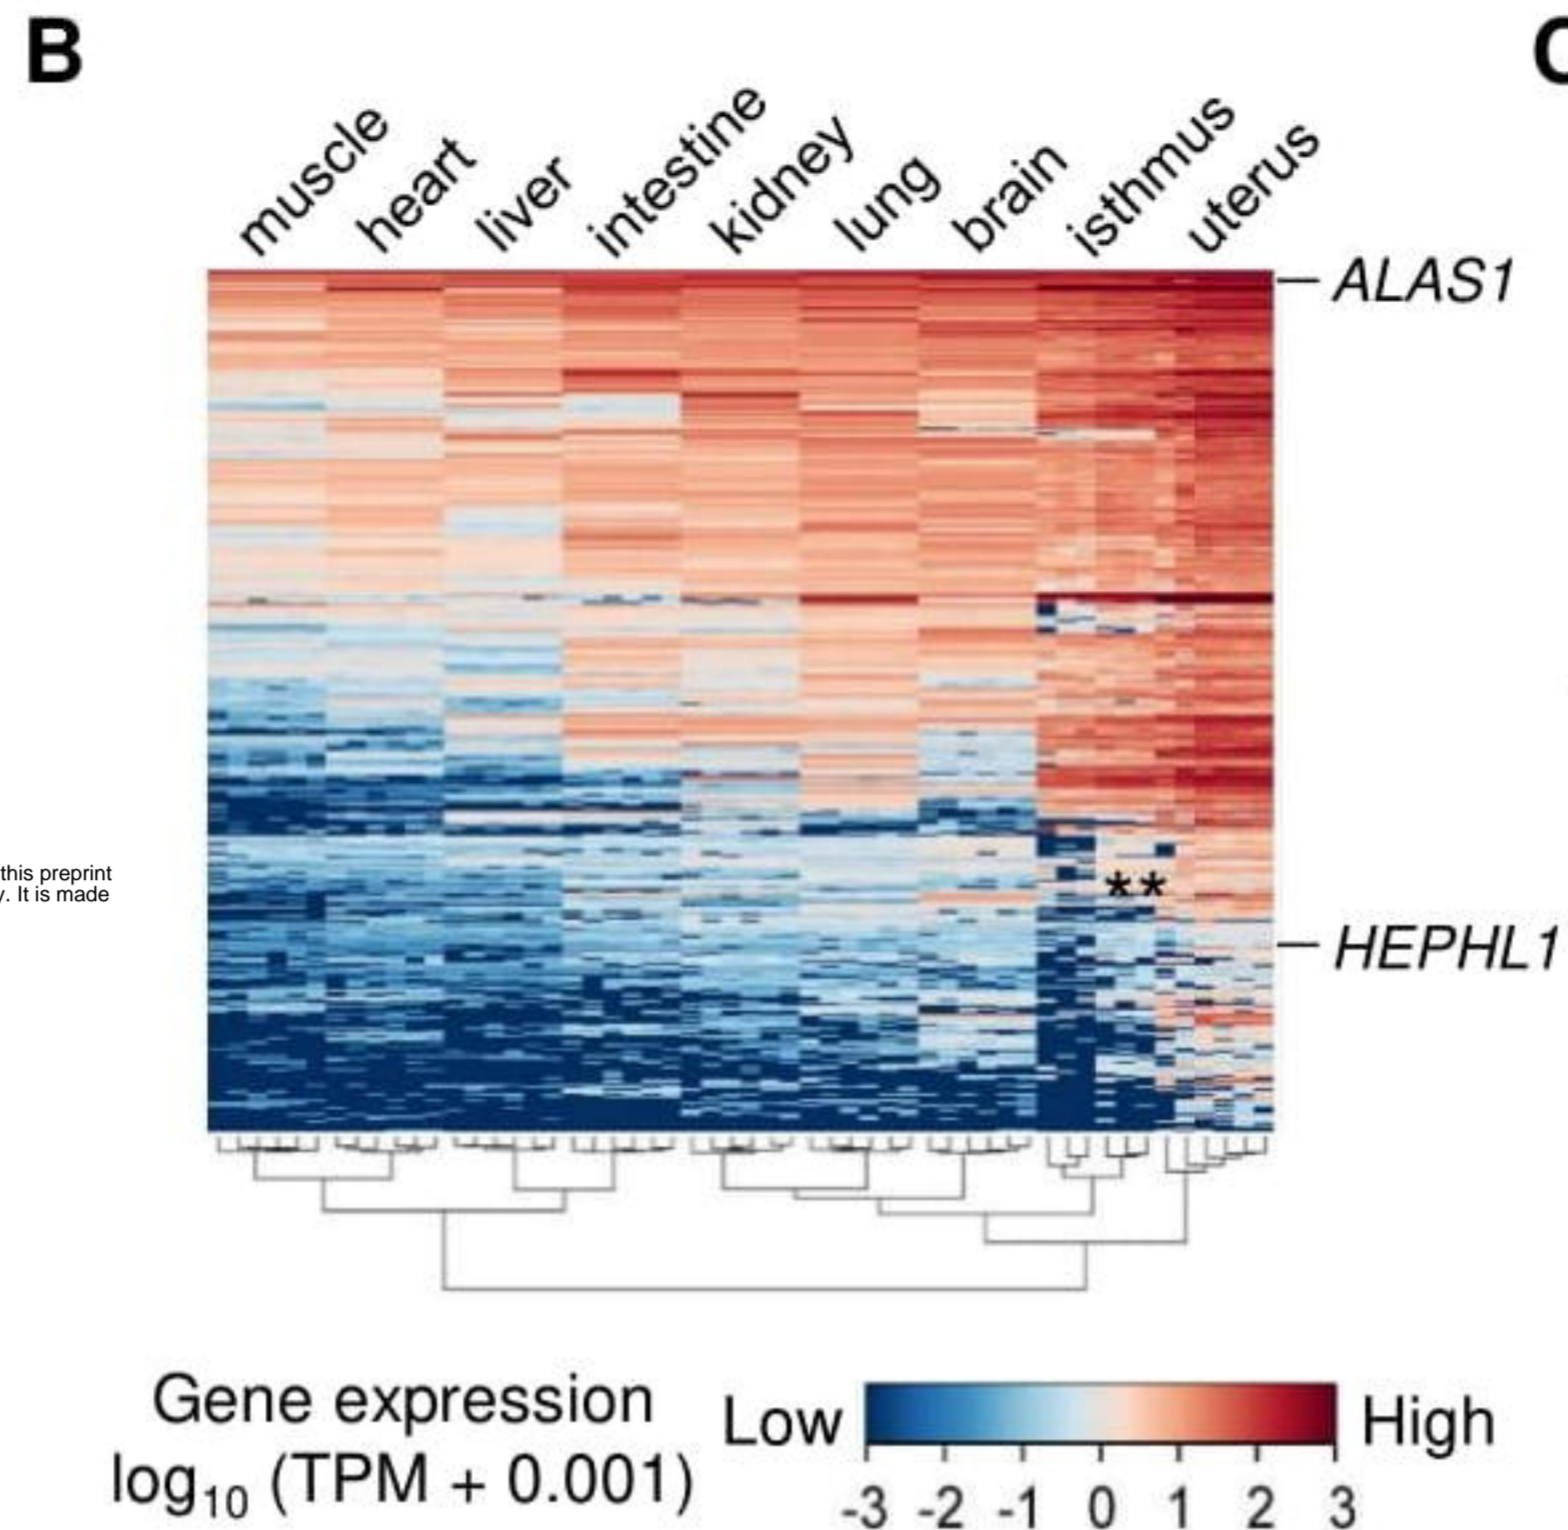 B
C
muscle
heart
liver
intestine
kidney
lung
brain
isthmus
uterus
ALAS1
this preprint
y. It is made
**
HEPHL1
Gene expression
log₁₀ (TPM + 0.001)
Low
High
-3 -2 -1 0 1 2 3